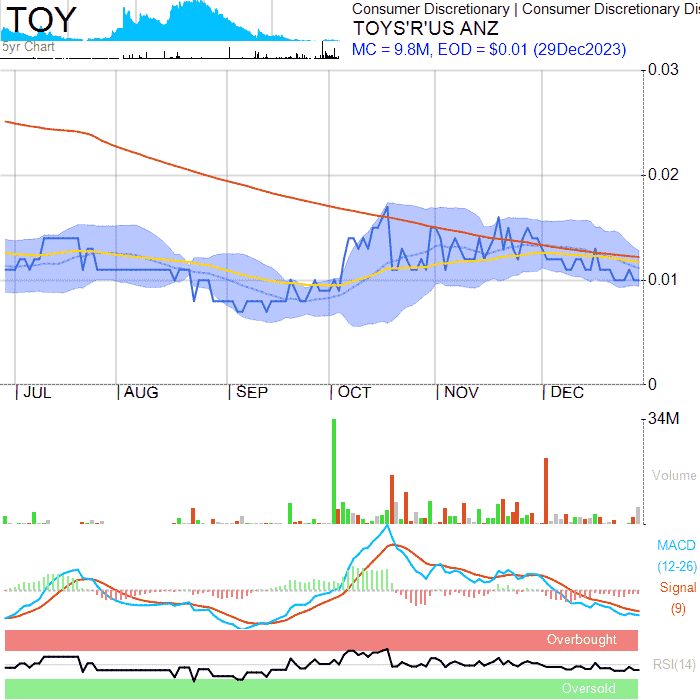 TOY
5yr Chart
Consumer Discretionary | Consumer Discretionary Dis
TOYS'R'US ANZ
MC = 9.8M, EOD = $0.01 (29Dec2023)
0.03
0.02
0.01
0
JUL AUG SEP OCT NOV DEC
34M
Volume
MACD
(12-26)
Signal
(9)
Overbought
RSI(14)
Oversold